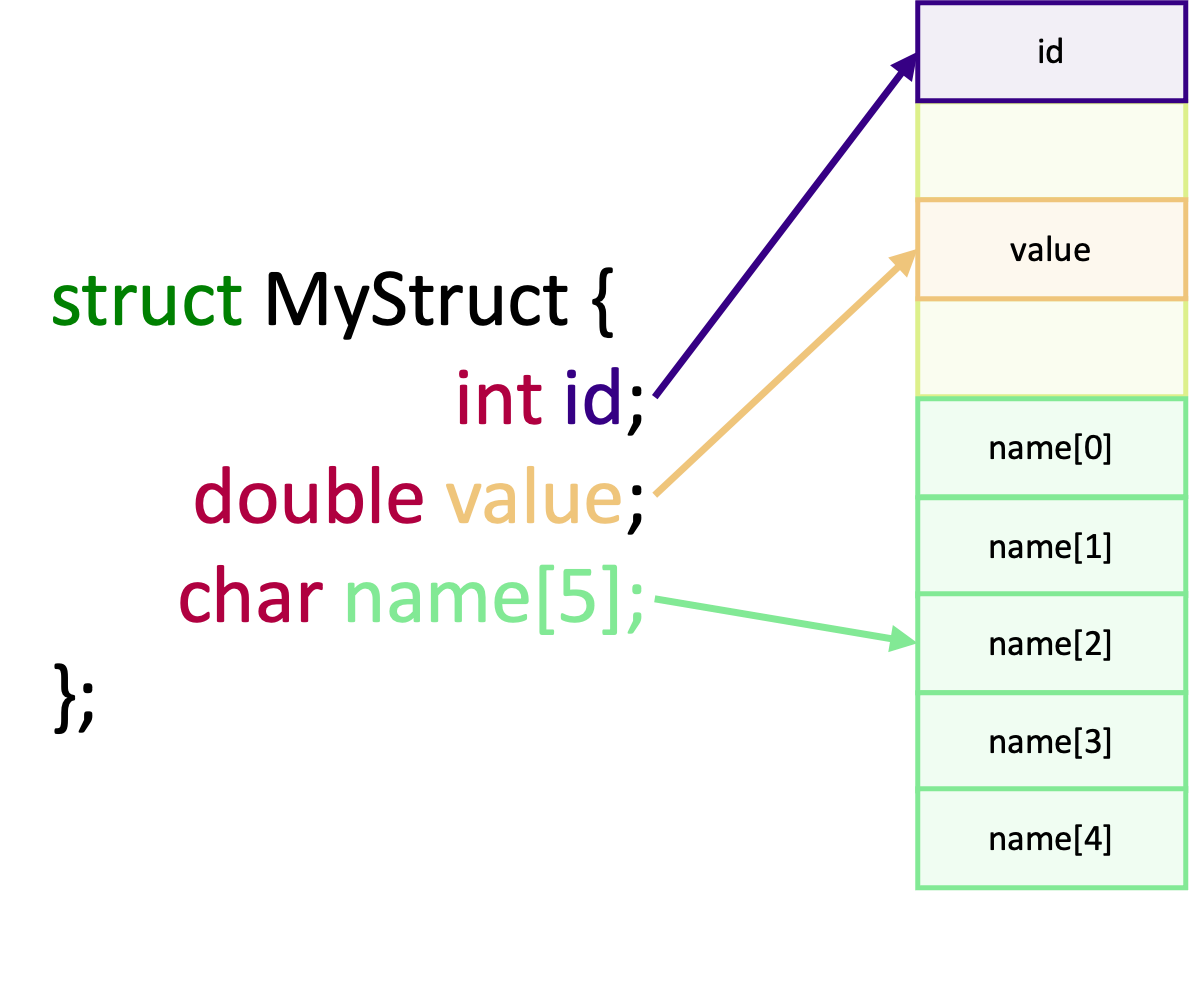 struct MyStruct {
int id;
double value;
char name[5];
};
id
value
name[0]
name[1]
name[2]
name[3]
name[4]